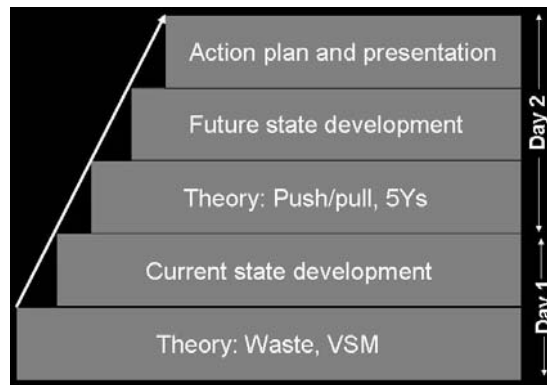 Action plan and presentation
Future state development
Theory: Push/pull, 5Ys
Current state development
Theory: Waste, VSM
Day 2
Day 1